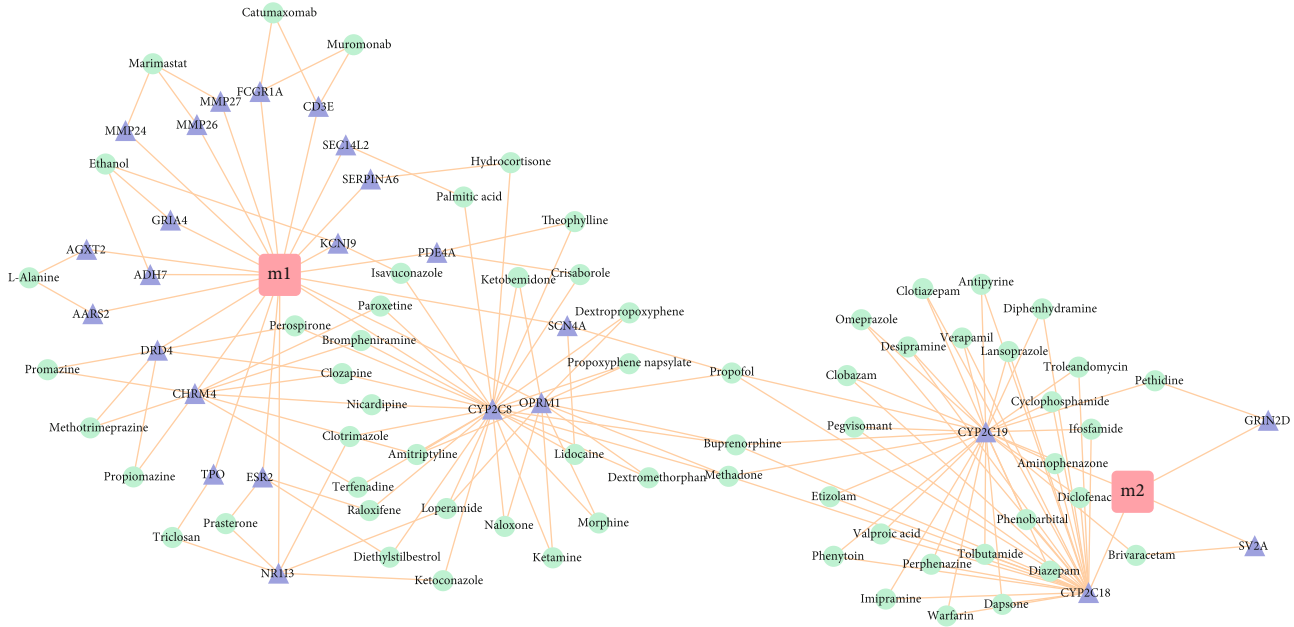 Catumaxomab
Muromonab
Marimastat
MMP27
FCGR1A
CD3E
MMP24
MMP26
SEC14L2
Ethanol
SERPINA6
Hydrocortisone
Palmitic acid
GRIA4
Theophylline
AGXT2
KCNJ9
PDE4A
L-Alanine
ADH7
m1
Isavuconazole
Ketobemidone
Crisaborole
AARS2
Paroxetine
Dextropropoxyphene
Perospirone
SCN4A
Brompheniramine
DRD4
Promazine
Clozapine
Propoxyphene napsylate
Propofol
CHRM4
Nicardipine
CYP2C8
OPRM1
Methotrimeprazine
Clotrimazole
Amitriptyline
Lidocaine
Buprenorphine
Propiomazine
TPO
ESR2
Terfenadine
Dextromethorphan
Methadone
Raloxifene
Loperamide
Naloxone
Morphine
Prasterone
Triclosan
Diethylstilbestrol
Ketamine
NR1I3
Ketoconazole
Antipyrine
Clotiazepam
Diphenhydramine
Omeprazole
Verapamil
Desipramine
Lansoprazole
Troleandomycin
Clobazam
Pethidine
Cyclophosphamide
Pegvisomant
CYP2C19
Ifosfamide
GRIN2D
Aminophenazone
m2
Etizolam
Diclofenac
Phenobarbital
Valproic acid
Phenytoin
Tolbutamide
Perphenazine
Brivaracetam
SV2A
Diazepam
Imipramine
CYP2C18
Warfarin
Dapsone